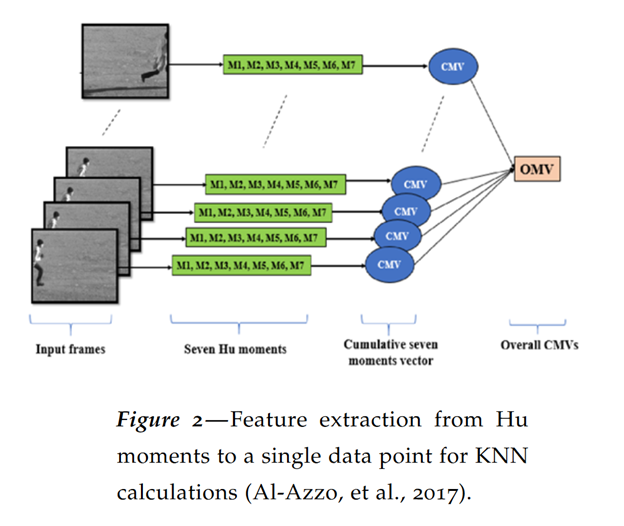 M1, M2, M3, M4, M5, M6, M7
CMV
OMV
M1, M2, M3, M4, M5, M6, M7
CMV
M1, M2, M3, M4, M5, M6, M7
CMV
M1, M2, M3, M4, M5, M6, M7
CMV
M1, M2, M3, M4, M5, M6, M7
CMV
Input frames
Seven Hu moments
Cumulative seven
moments vector
Overall CMVs
Figure 2—Feature extraction from Hu
moments to a single data point for KNN
calculations (Al-Azzo, et al., 2017).